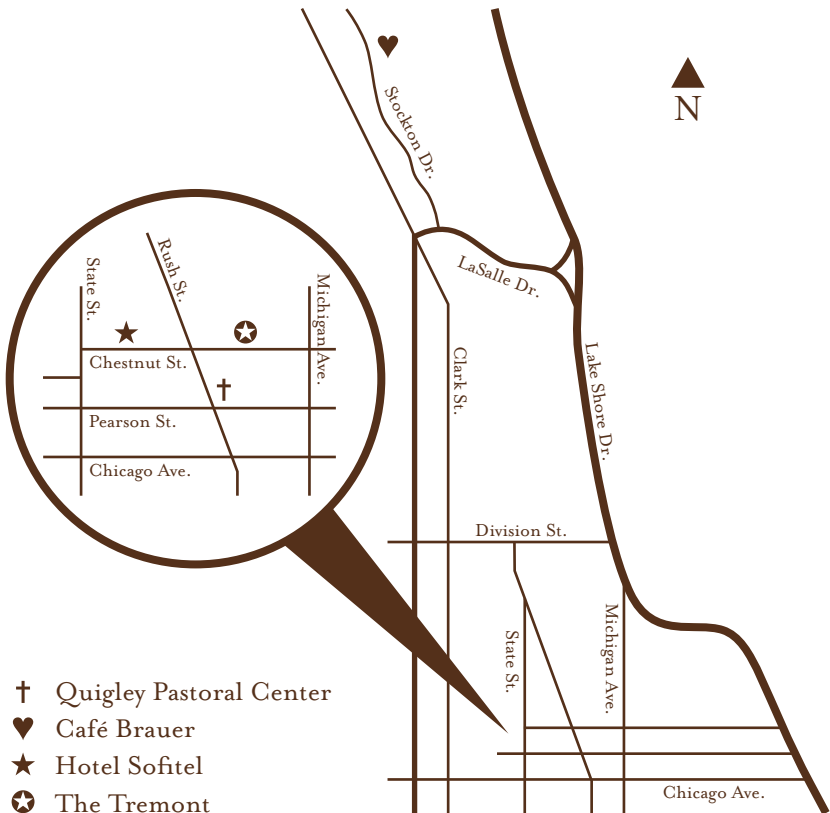 N
Stockton Dr.
LaSalle Dr.
Rush St.
State St.
Michigan Ave.
Chestnut St.
Pearson St.
Chicago Ave.
Clark St.
Lake Shore Dr.
Division St.
State St.
Michigan Ave.
Chicago Ave.
Quigley Pastoral Center
Café Brauer
Hotel Sofitel
The Tremont